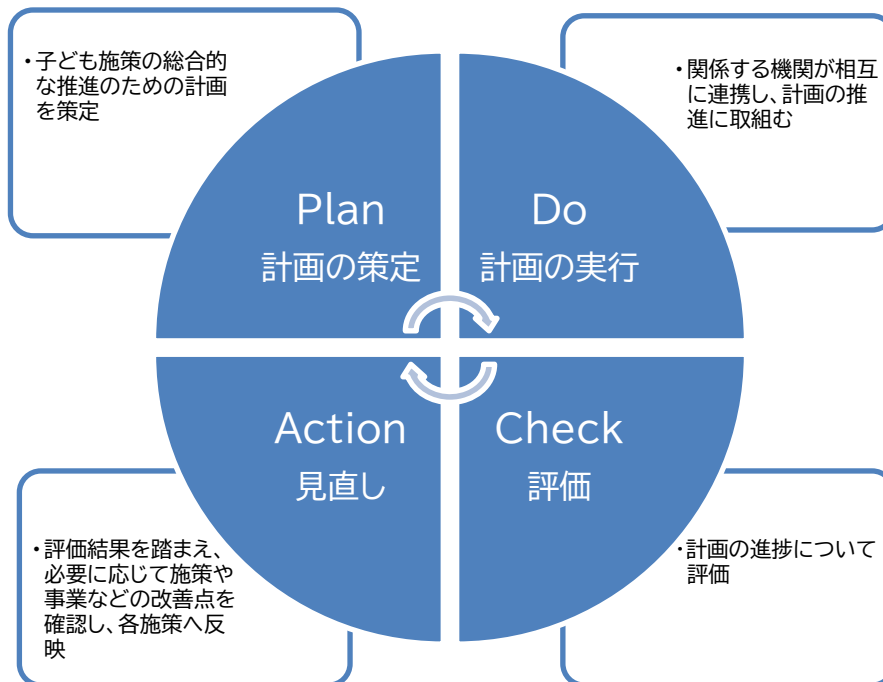 ・子ども施策の総合的
な推進のための計画
を策定
・関係する機関が相互
に連携し、計画の推
進に取組む
Plan
計画の策定
Do
計画の実行
Action
見直し
Check
評価
・評価結果を踏まえ、
必要に応じて施策や
事業などの改善点を
確認し、各施策へ反
映
・計画の進捗について
評価